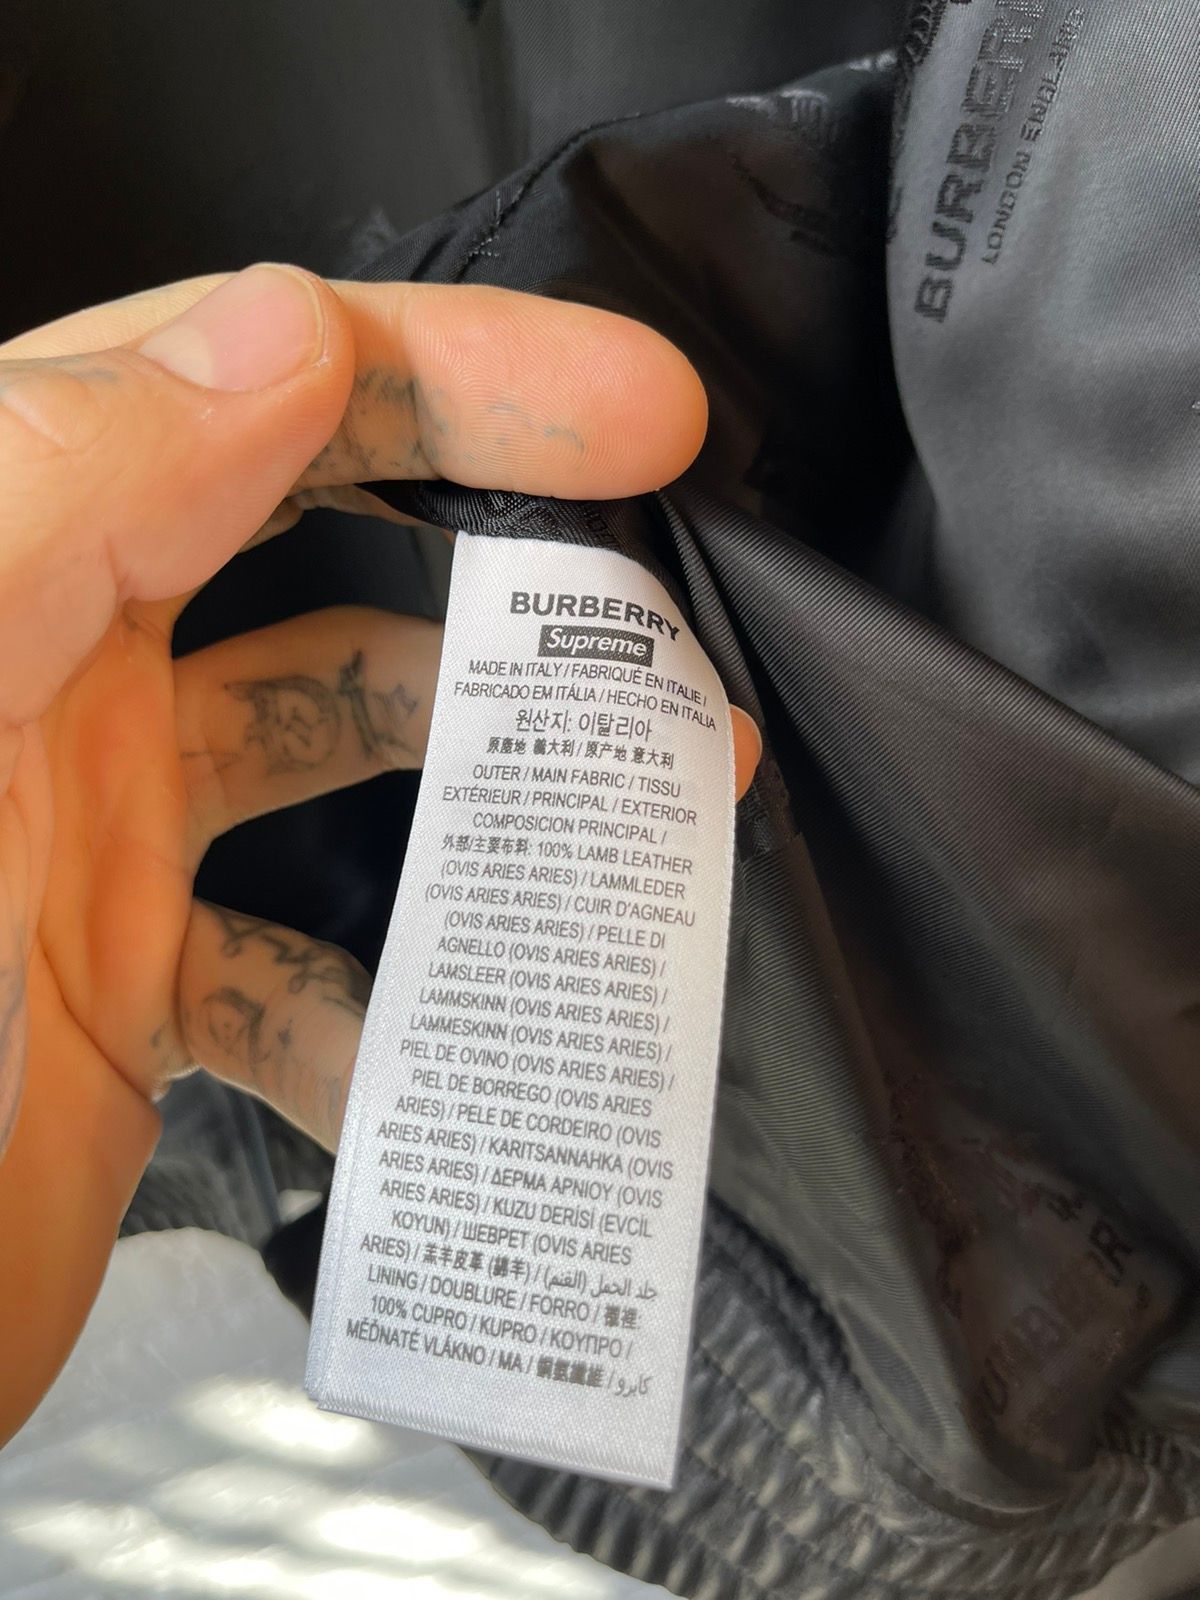 BURBERRY
LONDON ENGLAND
BURBERRY
Supreme
MADE IN ITALY / FABRIQUÉ EN ITALIE /
FABRICADO EM ITÁLIA / HECHO EN ITALIA
원산지: 이탈리아
原產地 義大利 / 原产地 意大利
OUTER / MAIN FABRIC / TISSU
EXTÉRIEUR / PRINCIPAL / EXTERIOR
COMPOSICION PRINCIPAL /
外部/主要布料: 100% LAMB LEATHER
(OVIS ARIES ARIES) / LAMMLEDER
(OVIS ARIES ARIES) / CUIR D'AGNEAU
(OVIS ARIES ARIES) / PELLE DI
AGNELLO (OVIS ARIES ARIES) /
LAMSLEER (OVIS ARIES ARIES) /
LAMMSKINN (OVIS ARIES ARIES) /
LAMMESKINN (OVIS ARIES ARIES) /
PIEL DE OVINO (OVIS ARIES ARIES) /
PIEL DE BORREGO (OVIS ARIES
ARIES) / PELE DE CORDEIRO (OVIS
ARIES ARIES) / KARITSANNAHKA (OVIS
ARIES ARIES) / ΔΕΡΜΑ ΑΡΝΙΟΥ (OVIS
ARIES ARIES) / KUZU DERISİ (EVCİL
KOYUN) / ШЕВРЕТ (OVIS ARIES
ARIES) / 羔羊皮革 (綿羊) / جلد الحمل (الغنم)
LINING / DOUBLURE / FORRO / 裡:
100% CUPRO / KUPRO / ΚΟΥΠΡΟ /
MĚĎNATÉ VLÁKNO / MA / 銅氨纖維 / كابرو